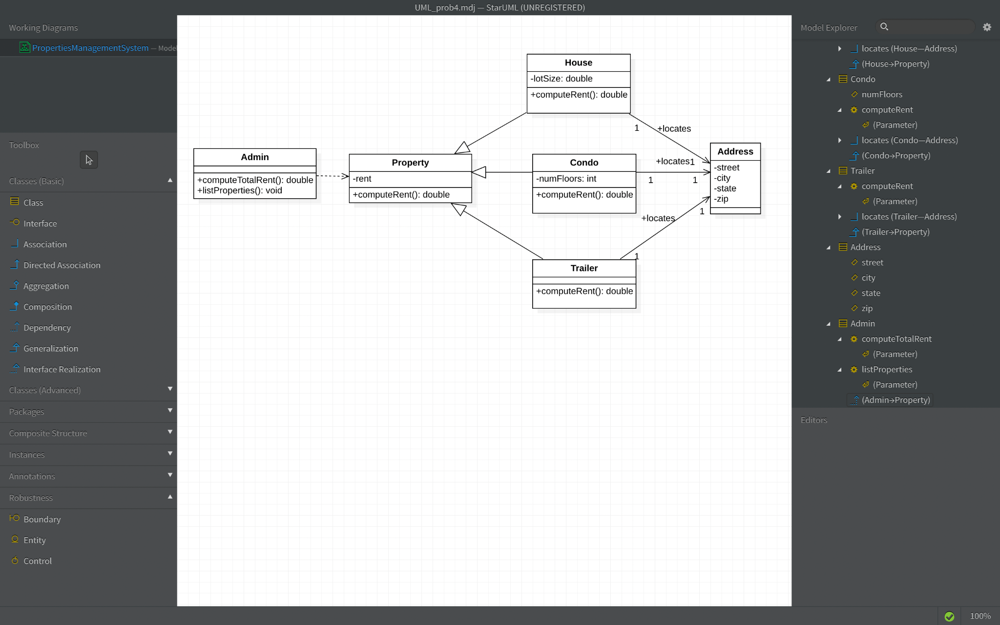 UML_prob4.mdj — StarUML (UNREGISTERED)
Working Diagrams
PropertiesManagementSystem — Model
Toolbox
Classes (Basic)
Class
Interface
Association
Directed Association
Aggregation
Composition
Dependency
Generalization
Interface Realization
Classes (Advanced)
Packages
Composite Structure
Instances
Annotations
Robustness
Boundary
Entity
Control
House
-lotSize: double
+computeRent(): double
1
+locates
Admin
+computeTotalRent(): double
+listProperties(): void
Property
-rent
+computeRent(): double
Condo
-numFloors: int
+computeRent(): double
+locates
1
1
1
Address
-street
-city
-state
-zip
+locates
1
1
Trailer
+computeRent(): double
Model Explorer
locates (House—Address)
(House→Property)
Condo
numFloors
computeRent
(Parameter)
locates (Condo—Address)
(Condo→Property)
Trailer
computeRent
(Parameter)
locates (Trailer—Address)
(Trailer→Property)
Address
street
city
state
zip
Admin
computeTotalRent
(Parameter)
listProperties
(Parameter)
(Admin→Property)
Editors
100%